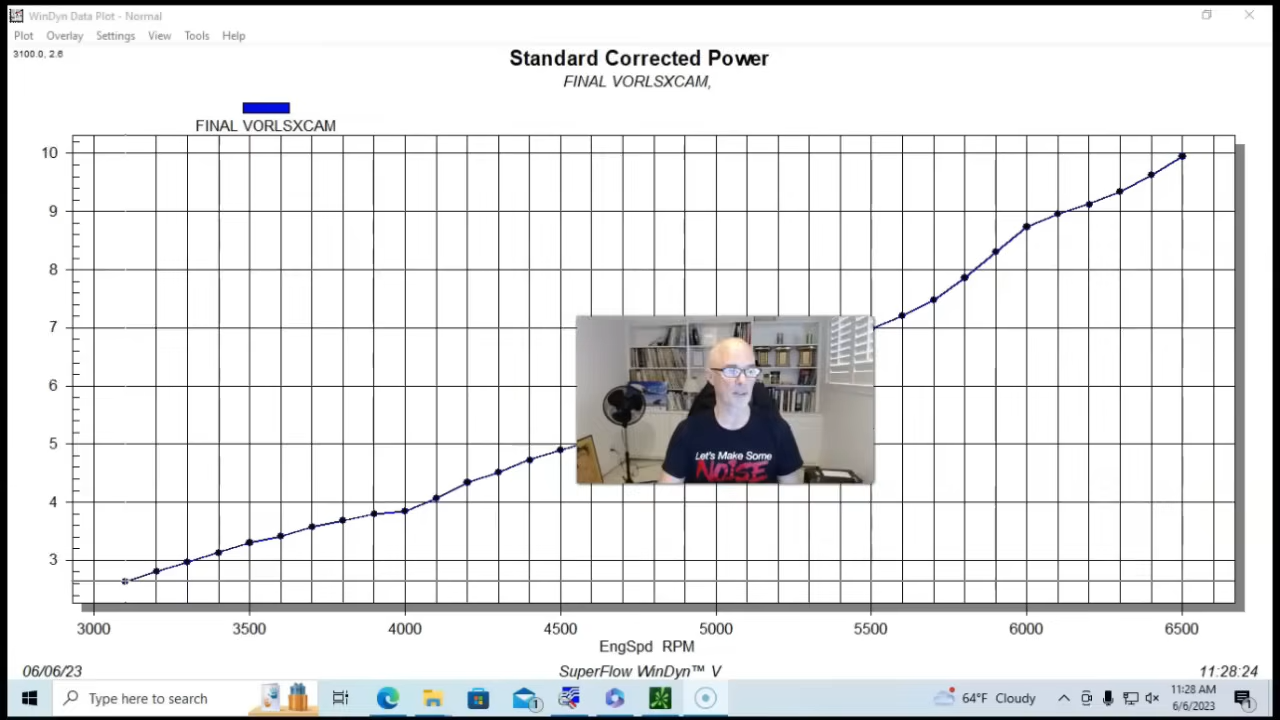 WinDyn Data Plot - Normal
Plot Overlay Settings View Tools Help
3100.0, 2.6
Standard Corrected Power
FINAL VORLSXCAM,
FINAL VORLSXCAM
10
9
8
7
6
5
4
3
Let's Make Some
NOISE
3000 3500 4000 4500 5000 5500 6000 6500
EngSpd RPM
06/06/23 SuperFlow WinDyn™ V 11:28:24
Type here to search 1 64°F Cloudy 11:28 AM
6/6/2023 1